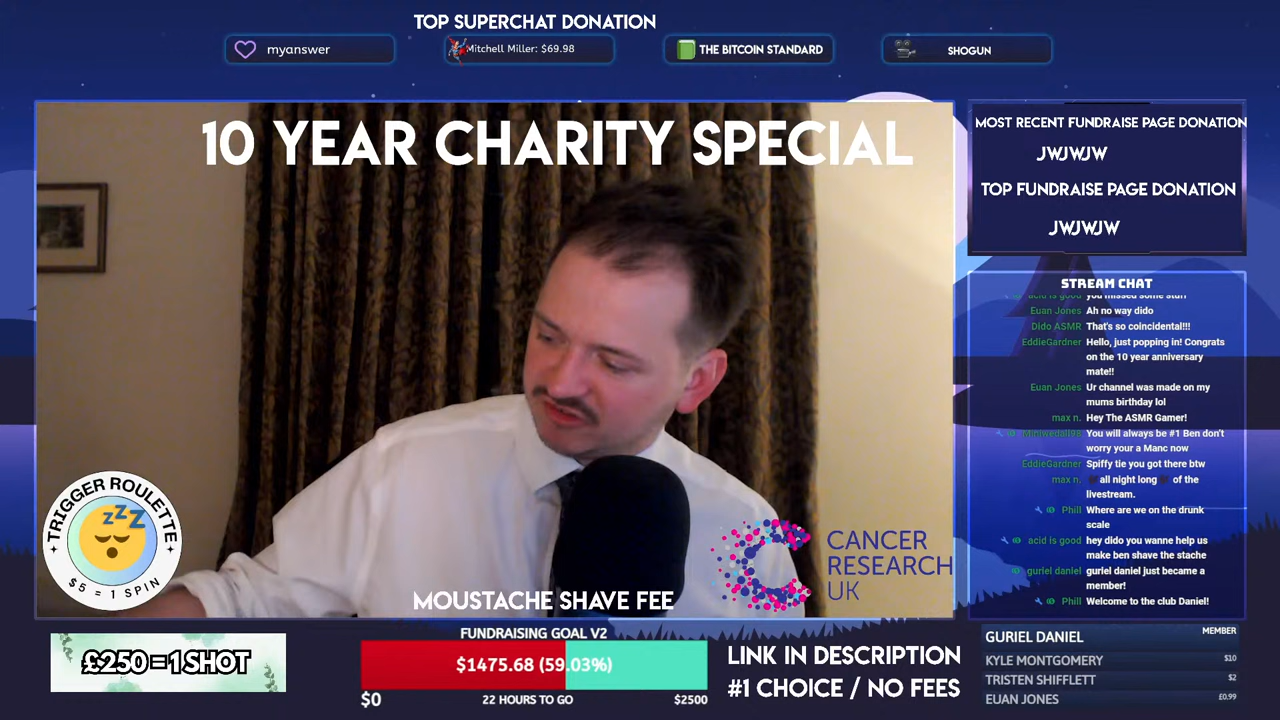 TOP SUPERCHAT DONATION
myanswer
Mitchell Miller: $69.98
THE BITCOIN STANDARD
SHOGUN
10 YEAR CHARITY SPECIAL
MOST RECENT FUNDRAISE PAGE DONATION
JWJWJW
TOP FUNDRAISE PAGE DONATION
JWJWJW
STREAM CHAT
acid is good you missed some stuff
Euan Jones Ah no way dido
Dido ASMR That's so coincidental!!!
EddieGardner Hello, just popping in! Congrats
on the 10 year anniversary
mate!!
Euan Jones Ur channel was made on my
mums birthday lol
max n. Hey The ASMR Gamer!
You will always be #1 Ben don't
worry your a Manc now
EddieGardner Spiffy tie you got there btw
max n. all night long of the
livestream.
Phill Where are we on the drunk
scale
acid is good hey dido you wanne help us
make ben shave the stache
guriel daniel guriel daniel just became a
member!
Phill Welcome to the club Daniel!
TRIGGER ROULETTE
zzz
$5 = 1 SPIN
CANCER
RESEARCH
UK
MOUSTACHE SHAVE FEE
£250 = 1 SHOT
FUNDRAISING GOAL V2
$1475.68 (59.03%)
$0
22 HOURS TO GO
$2500
LINK IN DESCRIPTION
#1 CHOICE / NO FEES
GURIEL DANIEL MEMBER
KYLE MONTGOMERY $10
TRISTEN SHIFFLETT $2
EUAN JONES £0.99